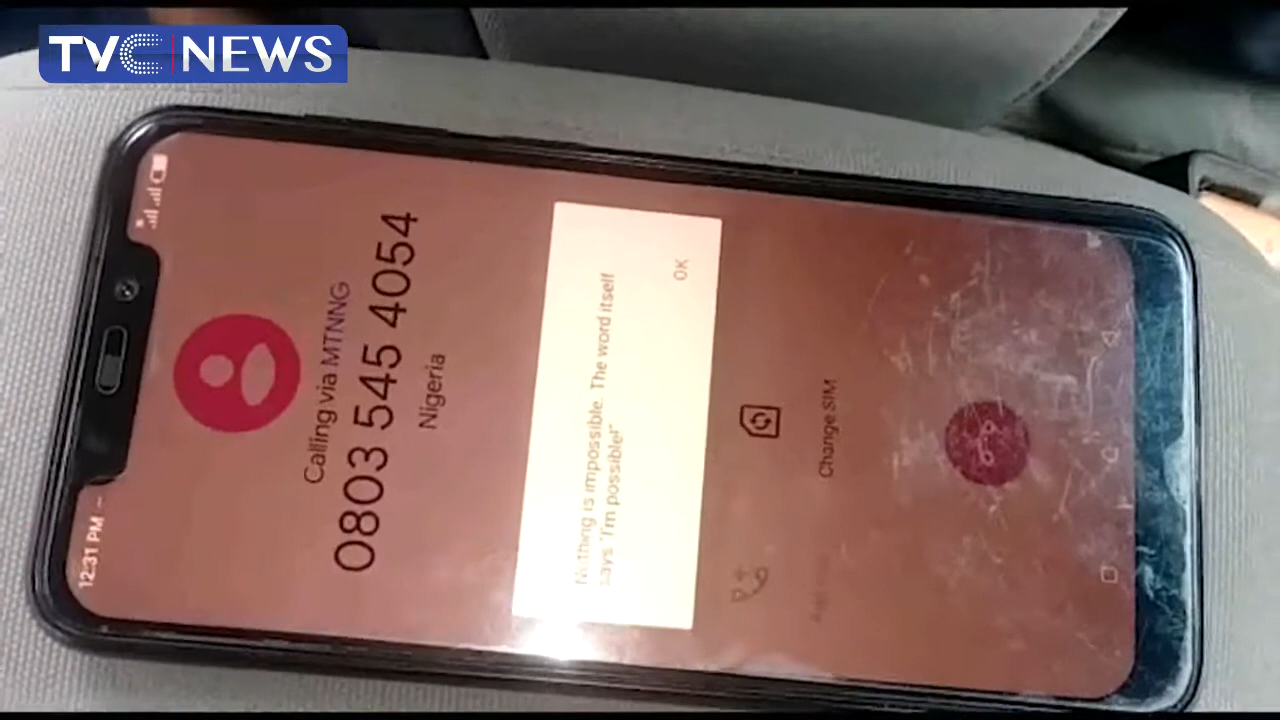 TVC NEWS
12:31 PM
Calling via MTNNG
0803 545 4054
Nigeria
Nothing is impossible. The word itself
says "I'm possible!"
OK
Change SIM